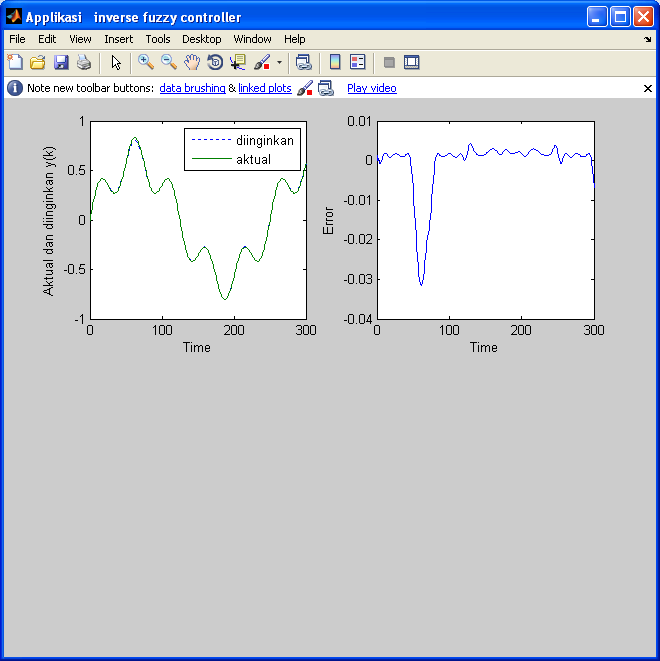 Applikasi inverse fuzzy controller
File Edit View Insert Tools Desktop Window Help
Note new toolbar buttons: data brushing & linked plots Play video
Aktual dan diinginkan y(k)
1
0.5
0
-0.5
-1
0 100 200 300
Time
diinginkan
aktual
Error
0.01
0
-0.01
-0.02
-0.03
-0.04
0 100 200 300
Time